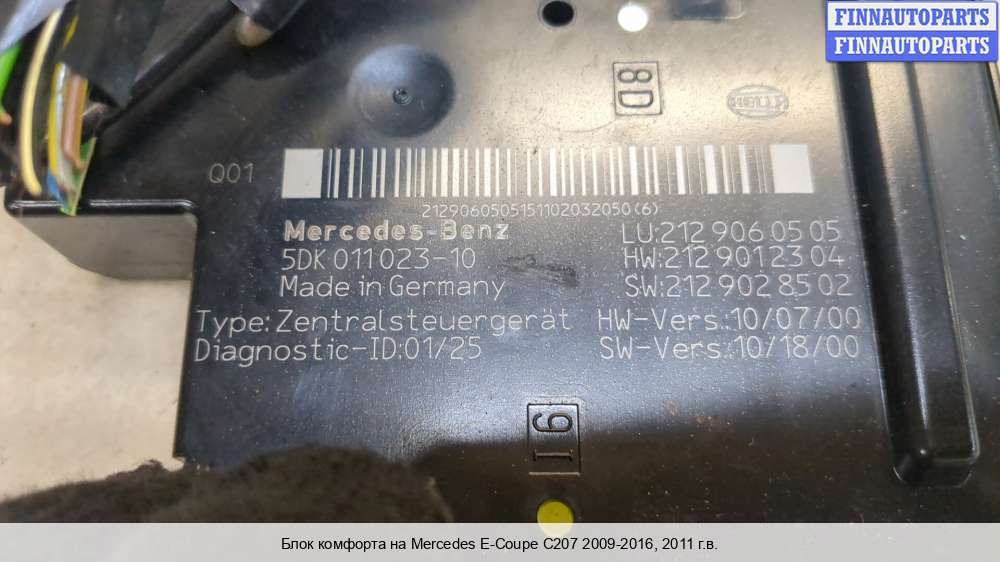 FINNAUTOPARTS
FINNAUTOPARTS
8D
HELLA
Q01
2129060505151102032050(6)
Mercedes-Benz
LU:212 906 05 05
5DK 011 023-10
HW:212 901 23 04
Made in Germany
SW:212 902 85 02
Type: Zentralsteuergerät
HW-Vers.:10/07/00
Diagnostic-ID:01/25
SW-Vers.:10/18/00
I6
Блок комфорта на Mercedes E-Coupe C207 2009-2016, 2011 г.в.